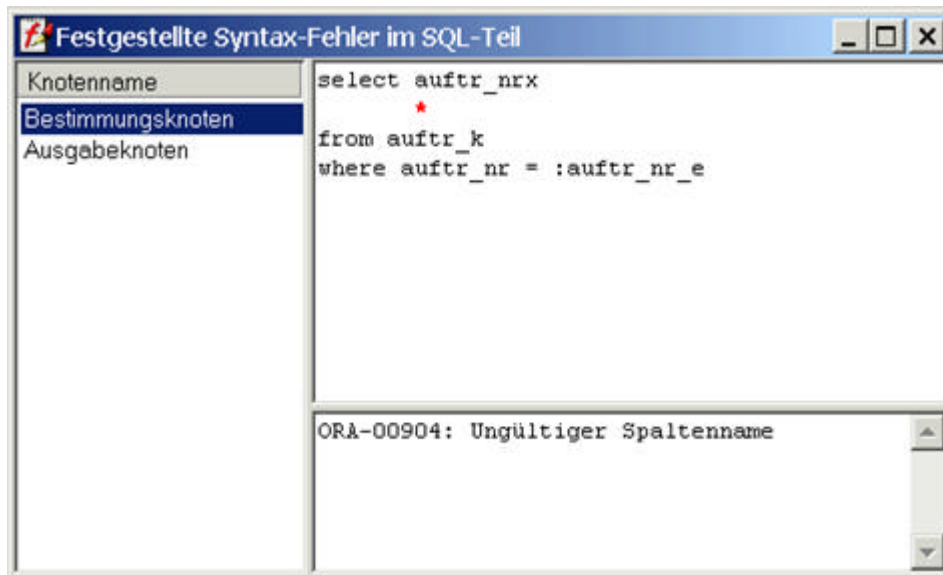 Festgestellte Syntax-Fehler im SQL-Teil
Knotenname
Bestimmungsknoten
Ausgabeknoten
select auftr_nrx
*
from auftr_k
where auftr_nr = :auftr_nr_e
ORA-00904: Ungültiger Spaltenname